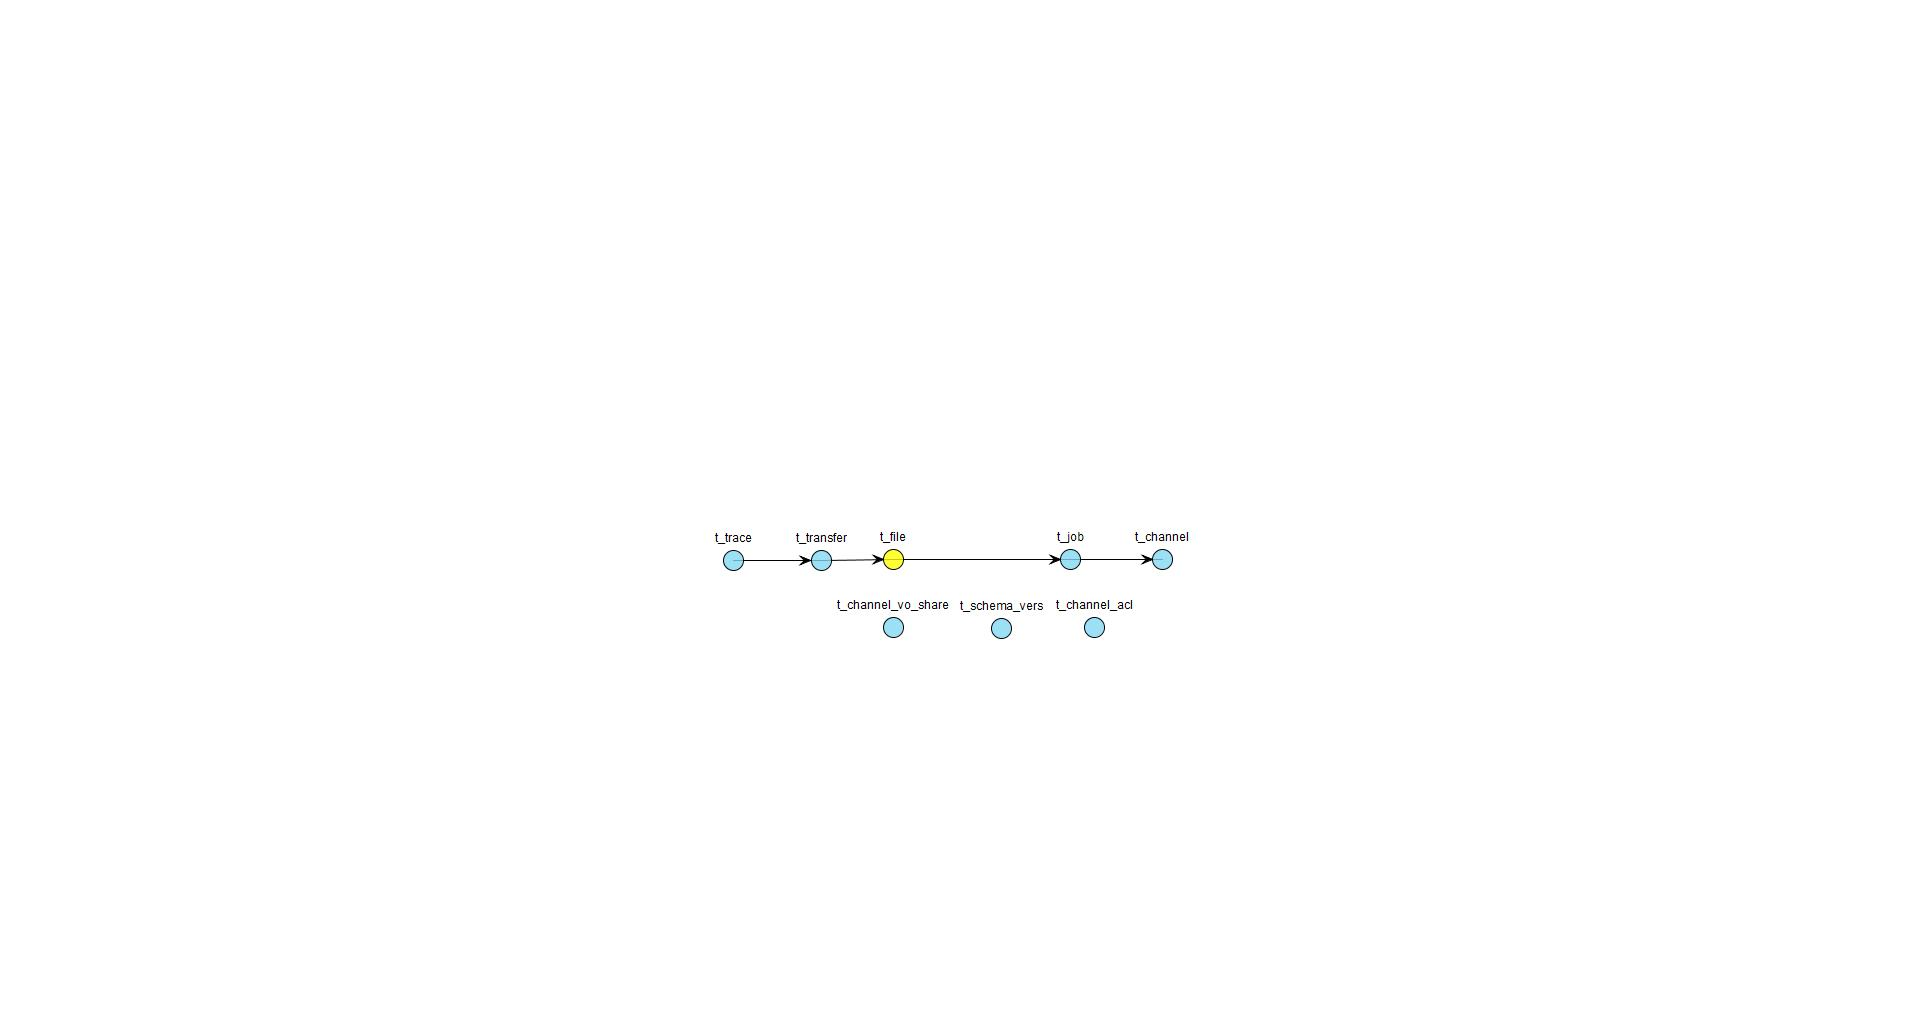 t_trace
t_transfer
t_file
t_job
t_channel
t_channel_vo_share
t_schema_vers
t_channel_acl